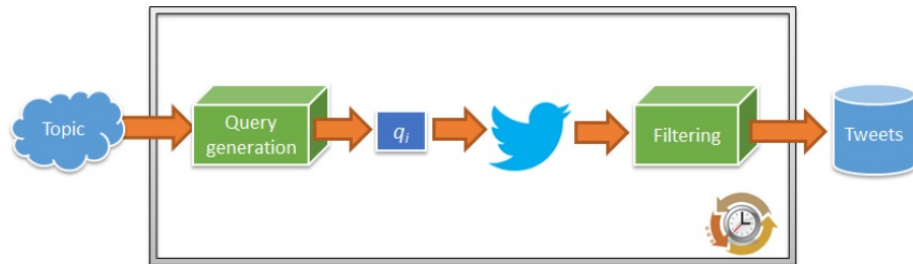 Topic
Query
generation
qi
Filtering
Tweets